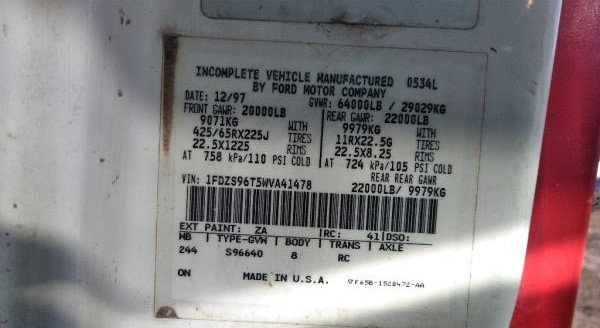 INCOMPLETE VEHICLE MANUFACTURED 0534L
BY FORD MOTOR COMPANY
DATE: 12/97 GVWR: 64000LB / 29029KG
FRONT GAWR: 20000LB REAR GAWR: 22000LB
9071KG WITH 9979KG WITH
425/65RX225J TIRES 11RX22.5G TIRES
22.5X1225 RIMS 22.5X8.25 RIMS
AT 758 kPa/110 PSI COLD AT 724 kPa/105 PSI COLD
REAR REAR GAWR
VIN: 1FDZS96T5WVA41478 22000LB/ 9979KG
EXT PAINT: ZA RC: 41 DSO:
WB TYPE-GVW BODY TRANS AXLE
244 S96640 8 RC
ON MADE IN U.S.A. ▽F65B-1520472-AA